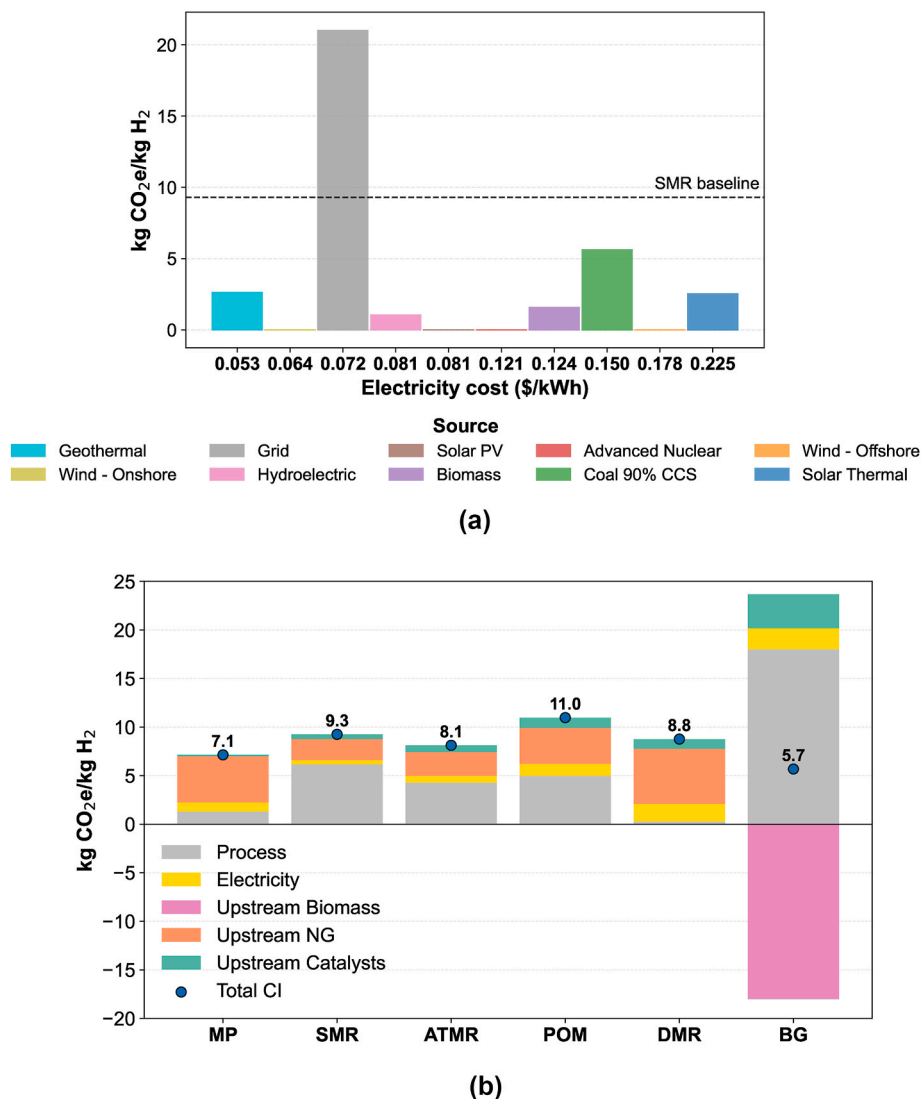 kg CO₂e/kg H₂
20
15
10
5
0
SMR baseline
0.053 0.064 0.072 0.081 0.081 0.121 0.124 0.150 0.178 0.225
Electricity cost ($/kWh)
Source
Geothermal Grid Solar PV Advanced Nuclear Wind - Offshore
Wind - Onshore Hydroelectric Biomass Coal 90% CCS Solar Thermal
(a)
kg CO₂e/kg H₂
25
20
15
10
5
0
−5
−10
−15
−20
7.1 9.3 8.1 11.0 8.8 5.7
Process
Electricity
Upstream Biomass
Upstream NG
Upstream Catalysts
Total CI
MP SMR ATMR POM DMR BG
(b)